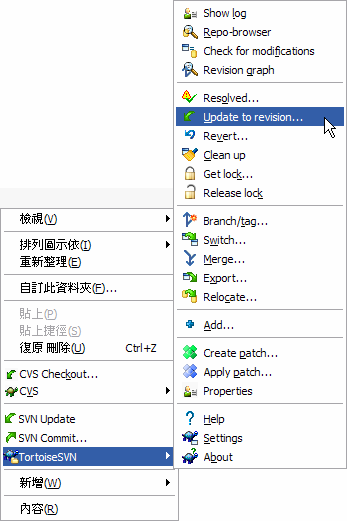 Show log
Repo-browser
Check for modifications
Revision graph
Resolved...
Update to revision...
Revert...
Clean up
Get lock...
Release lock
Branch/tag...
Switch...
Merge...
Export...
Relocate...
Add...
Create patch...
Apply patch...
Properties
Help
Settings
About
檢視(V)
排列圖示依(I)
重新整理(E)
自訂此資料夾(F)...
貼上(P)
貼上捷徑(S)
復原 刪除(U) Ctrl+Z
CVS Checkout...
CVS
SVN Update
SVN Commit...
TortoiseSVN
新增(W)
內容(R)